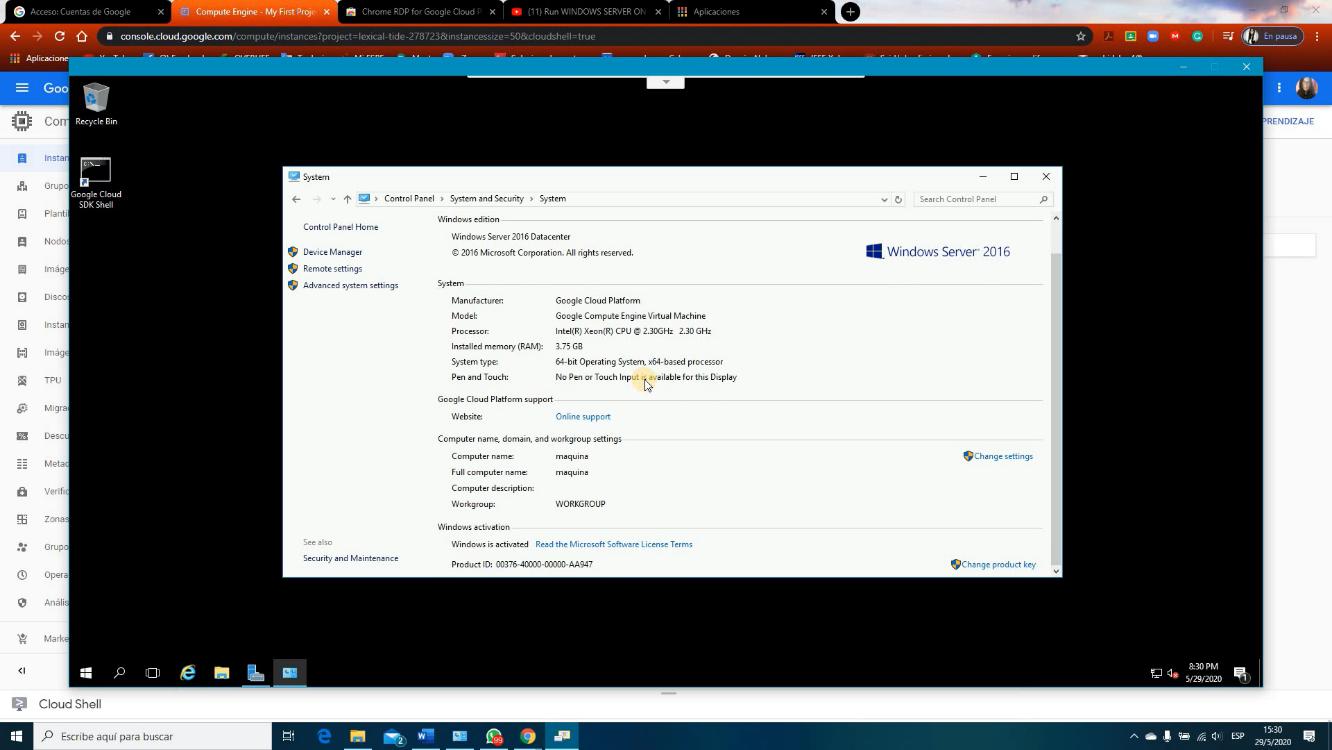 Acceso: Cuentas de Google
Compute Engine - My First Proje
Chrome RDP for Google Cloud P
(11) Run WINDOWS SERVER ON
Aplicaciones
console.cloud.google.com/compute/instances?project=lexical-tide-278723&instancessize=50&cloudshell=true
En pausa
Aplicacione
Goo
Com
PRENDIZAJE
Instan
Grupo
Plantil
Nodos
Imáge
Disco
Instan
Imáge
TPU
Migra
Descu
Metac
Verific
Zonas
Grupo
Opera
Anális
Marke
Recycle Bin
Google Cloud
SDK Shell
System
Control Panel > System and Security > System
Search Control Panel
Control Panel Home
Device Manager
Remote settings
Advanced system settings
See also
Security and Maintenance
Windows edition
Windows Server 2016 Datacenter
© 2016 Microsoft Corporation. All rights reserved.
Windows Server 2016
System
Manufacturer: Google Cloud Platform
Model: Google Compute Engine Virtual Machine
Processor: Intel(R) Xeon(R) CPU @ 2.30GHz 2.30 GHz
Installed memory (RAM): 3.75 GB
System type: 64-bit Operating System, x64-based processor
Pen and Touch: No Pen or Touch Input is available for this Display
Google Cloud Platform support
Website: Online support
Computer name, domain, and workgroup settings
Computer name: maquina
Change settings
Full computer name: maquina
Computer description:
Workgroup: WORKGROUP
Windows activation
Windows is activated Read the Microsoft Software License Terms
Product ID: 00376-40000-00000-AA947
Change product key
8:30 PM
5/29/2020
1
Cloud Shell
Escribe aquí para buscar
2
99
ESP
15:30
29/5/2020